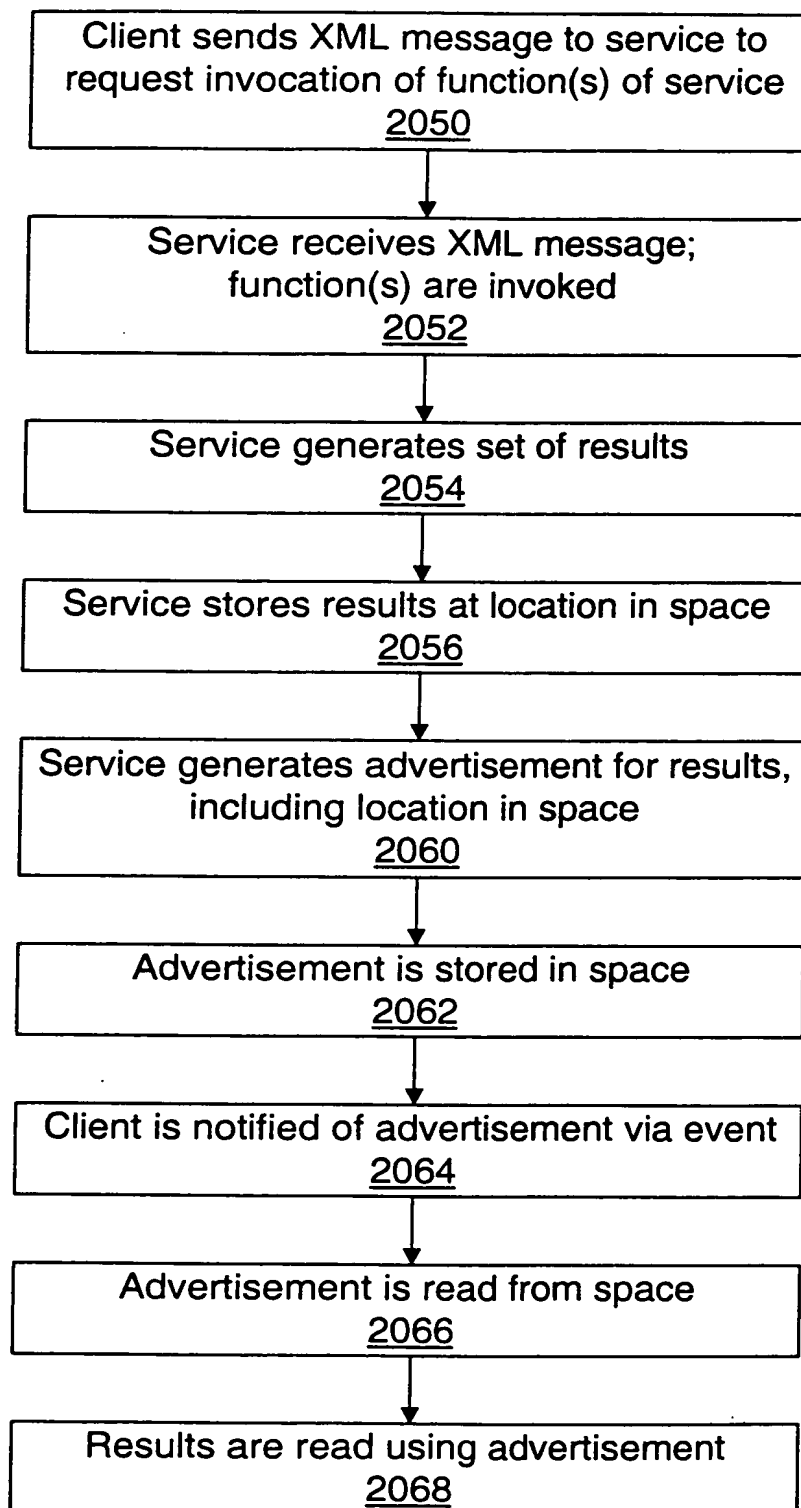 Client sends XML message to service to
request invocation of function(s) of service
2050
Service receives XML message;
function(s) are invoked
2052
Service generates set of results
2054
Service stores results at location in space
2056
Service generates advertisement for results,
including location in space
2060
Advertisement is stored in space
2062
Client is notified of advertisement via event
2064
Advertisement is read from space
2066
Results are read using advertisement
2068